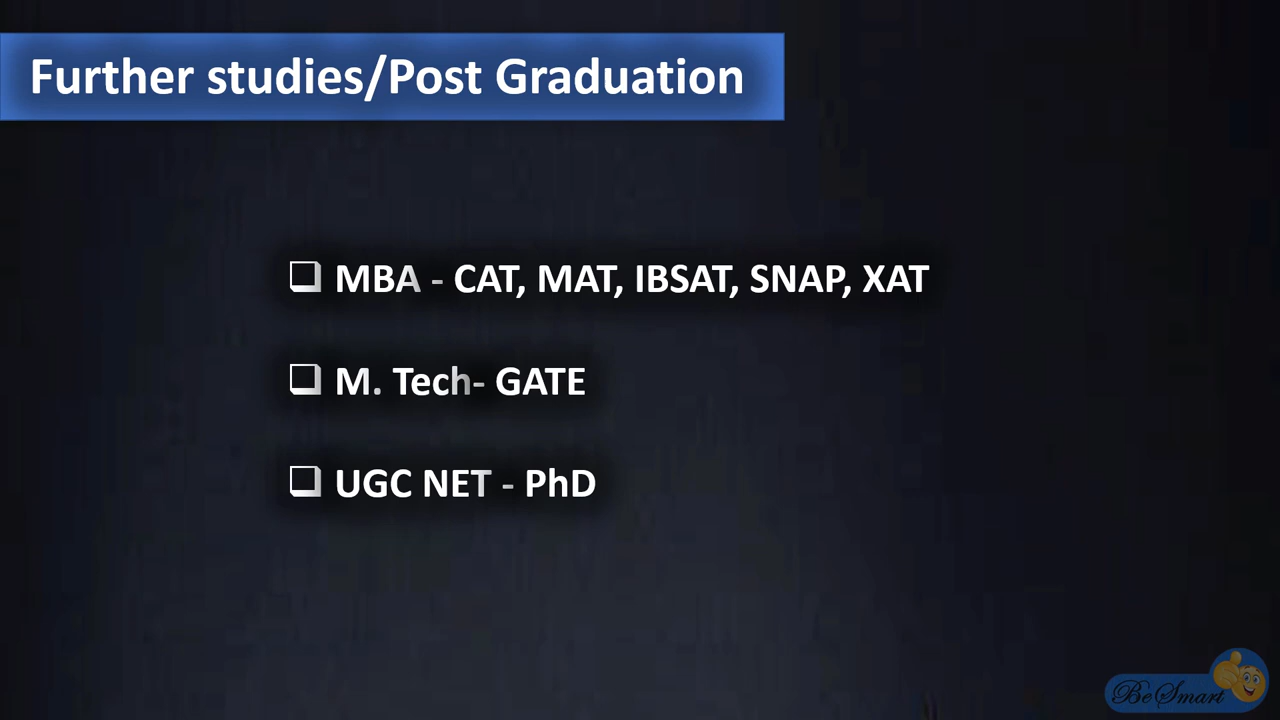 Further studies/Post Graduation
MBA - CAT, MAT, IBSAT, SNAP, XAT
M. Tech- GATE
UGC NET - PhD
BeSmart